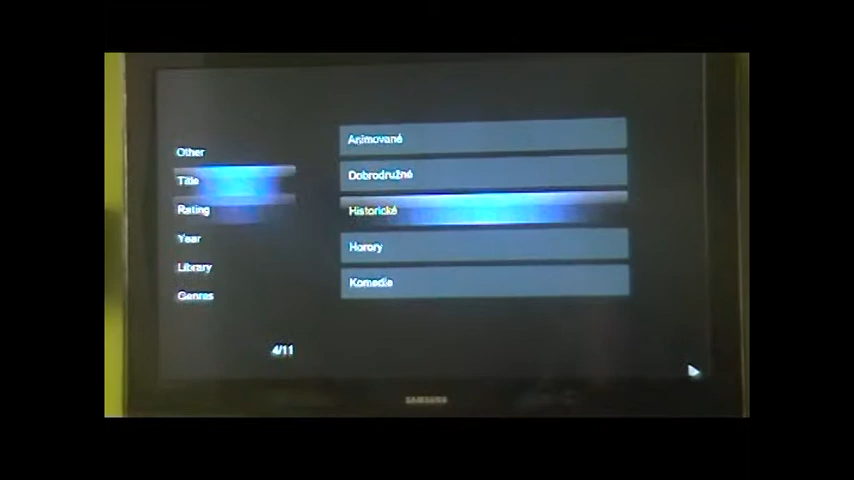 Other
Title
Rating
Year
Library
Genres
4/11
Animované
Dobrodružné
Historické
Horory
Komedie
SAMSUNG